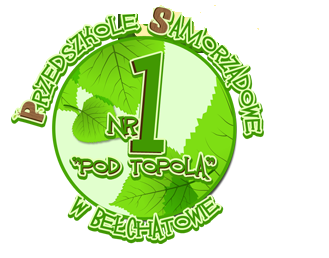 PRZEDSZKOLE SAMORZĄDOWE
NR 1
"POD TOPOLĄ"
W BEŁCHATOWIE